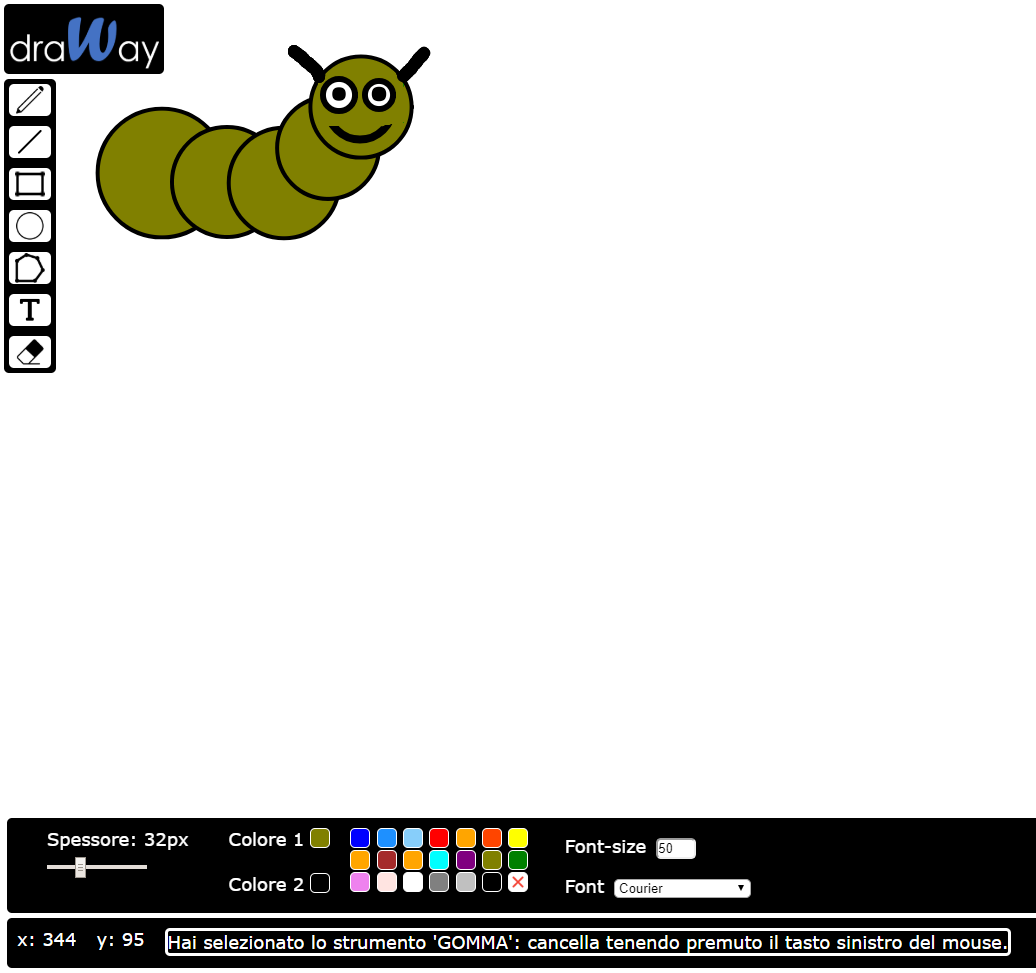 draWay
T
Spessore: 32px
Colore 1
Colore 2
Font-size 50
Font Courier
x: 344 y: 95
Hai selezionato lo strumento 'GOMMA': cancella tenendo premuto il tasto sinistro del mouse.